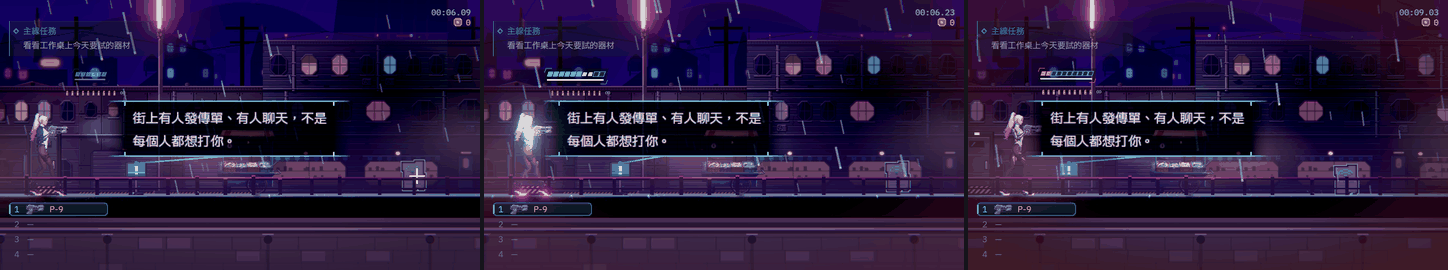 00:06.09
0
◇ 主線任務
看看工作桌上今天要試的器材
街上有人發傳單、有人聊天，不是
每個人都想打你。
!
1 P-9
2 —
3 —
4 —
00:06.23
0
◇ 主線任務
看看工作桌上今天要試的器材
街上有人發傳單、有人聊天，不是
每個人都想打你。
!
1 P-9
2 —
3 —
4 —
00:09.03
0
◇ 主線任務
看看工作桌上今天要試的器材
街上有人發傳單、有人聊天，不是
每個人都想打你。
!
1 P-9
2 —
3 —
4 —